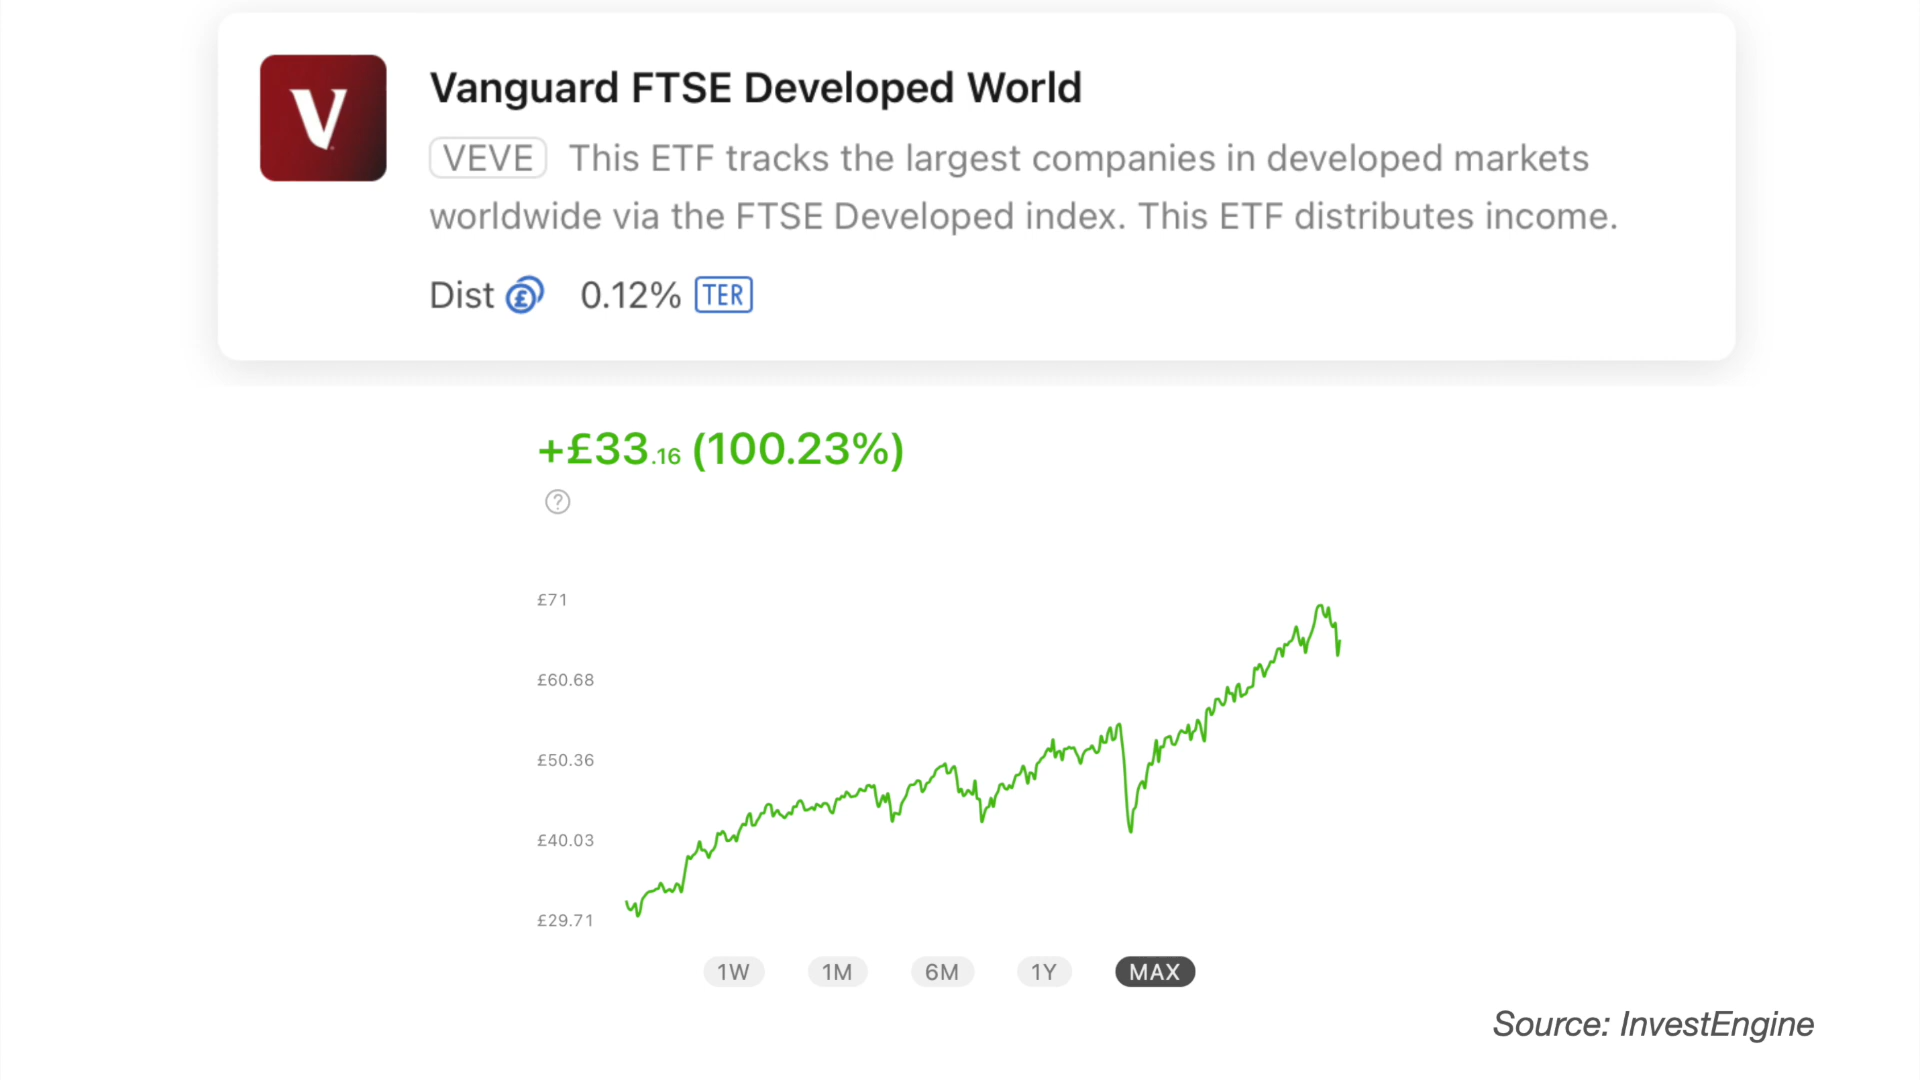 V
Vanguard FTSE Developed World
VEVE This ETF tracks the largest companies in developed markets
worldwide via the FTSE Developed index. This ETF distributes income.
Dist £ 0.12% TER
+£33.16 (100.23%)
?
£71
£60.68
£50.36
£40.03
£29.71
1W 1M 6M 1Y MAX
Source: InvestEngine